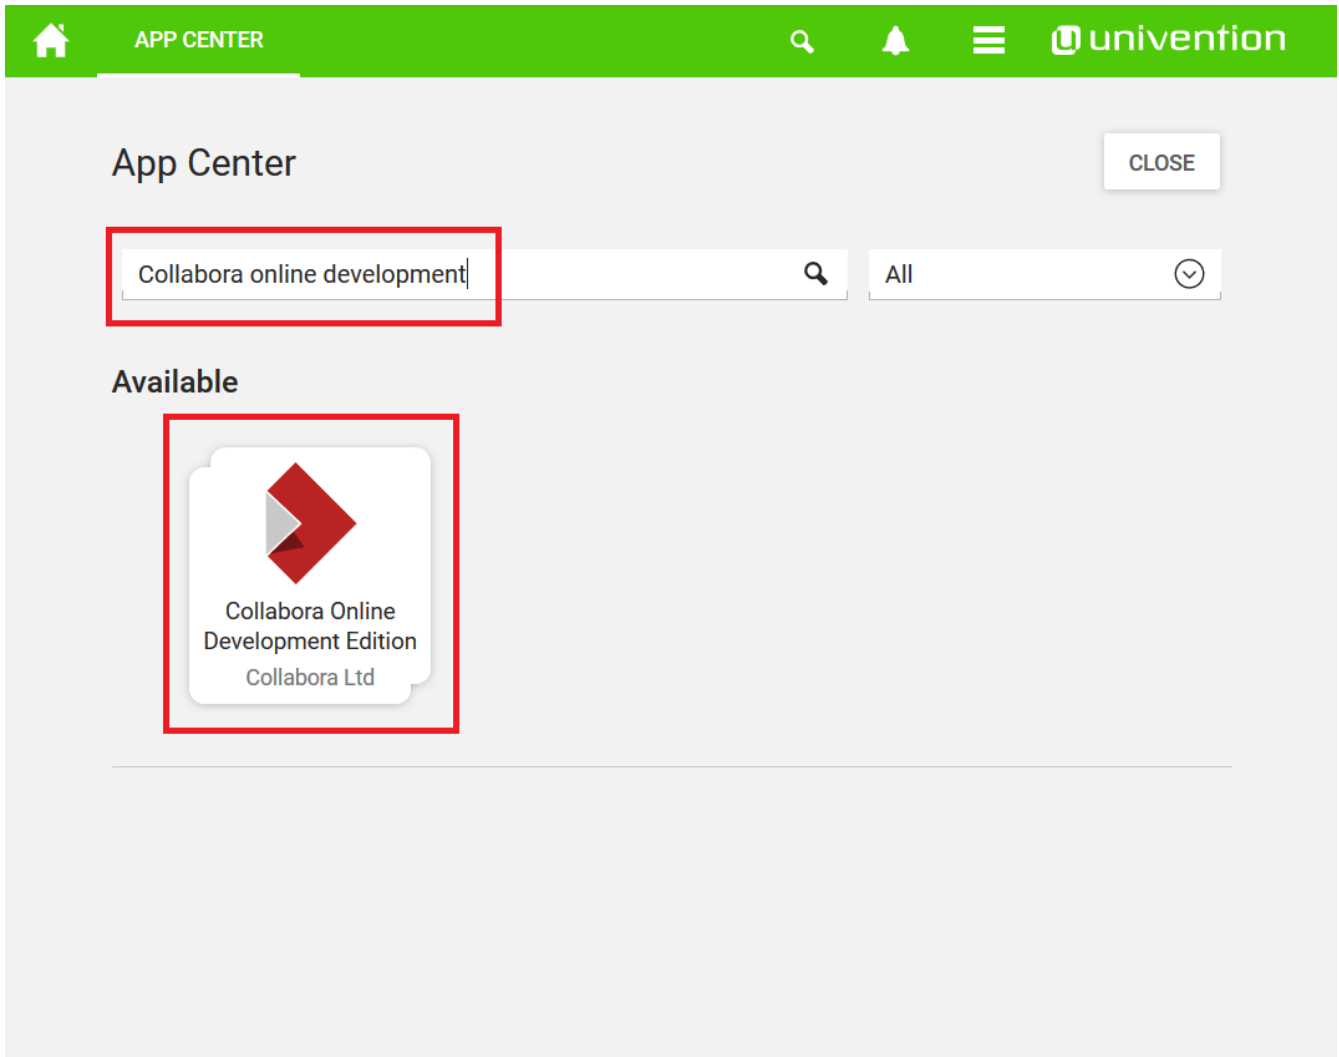 APP CENTER
univention
App Center
CLOSE
Collabora online development
All
Available
Collabora Online
Development Edition
Collabora Ltd